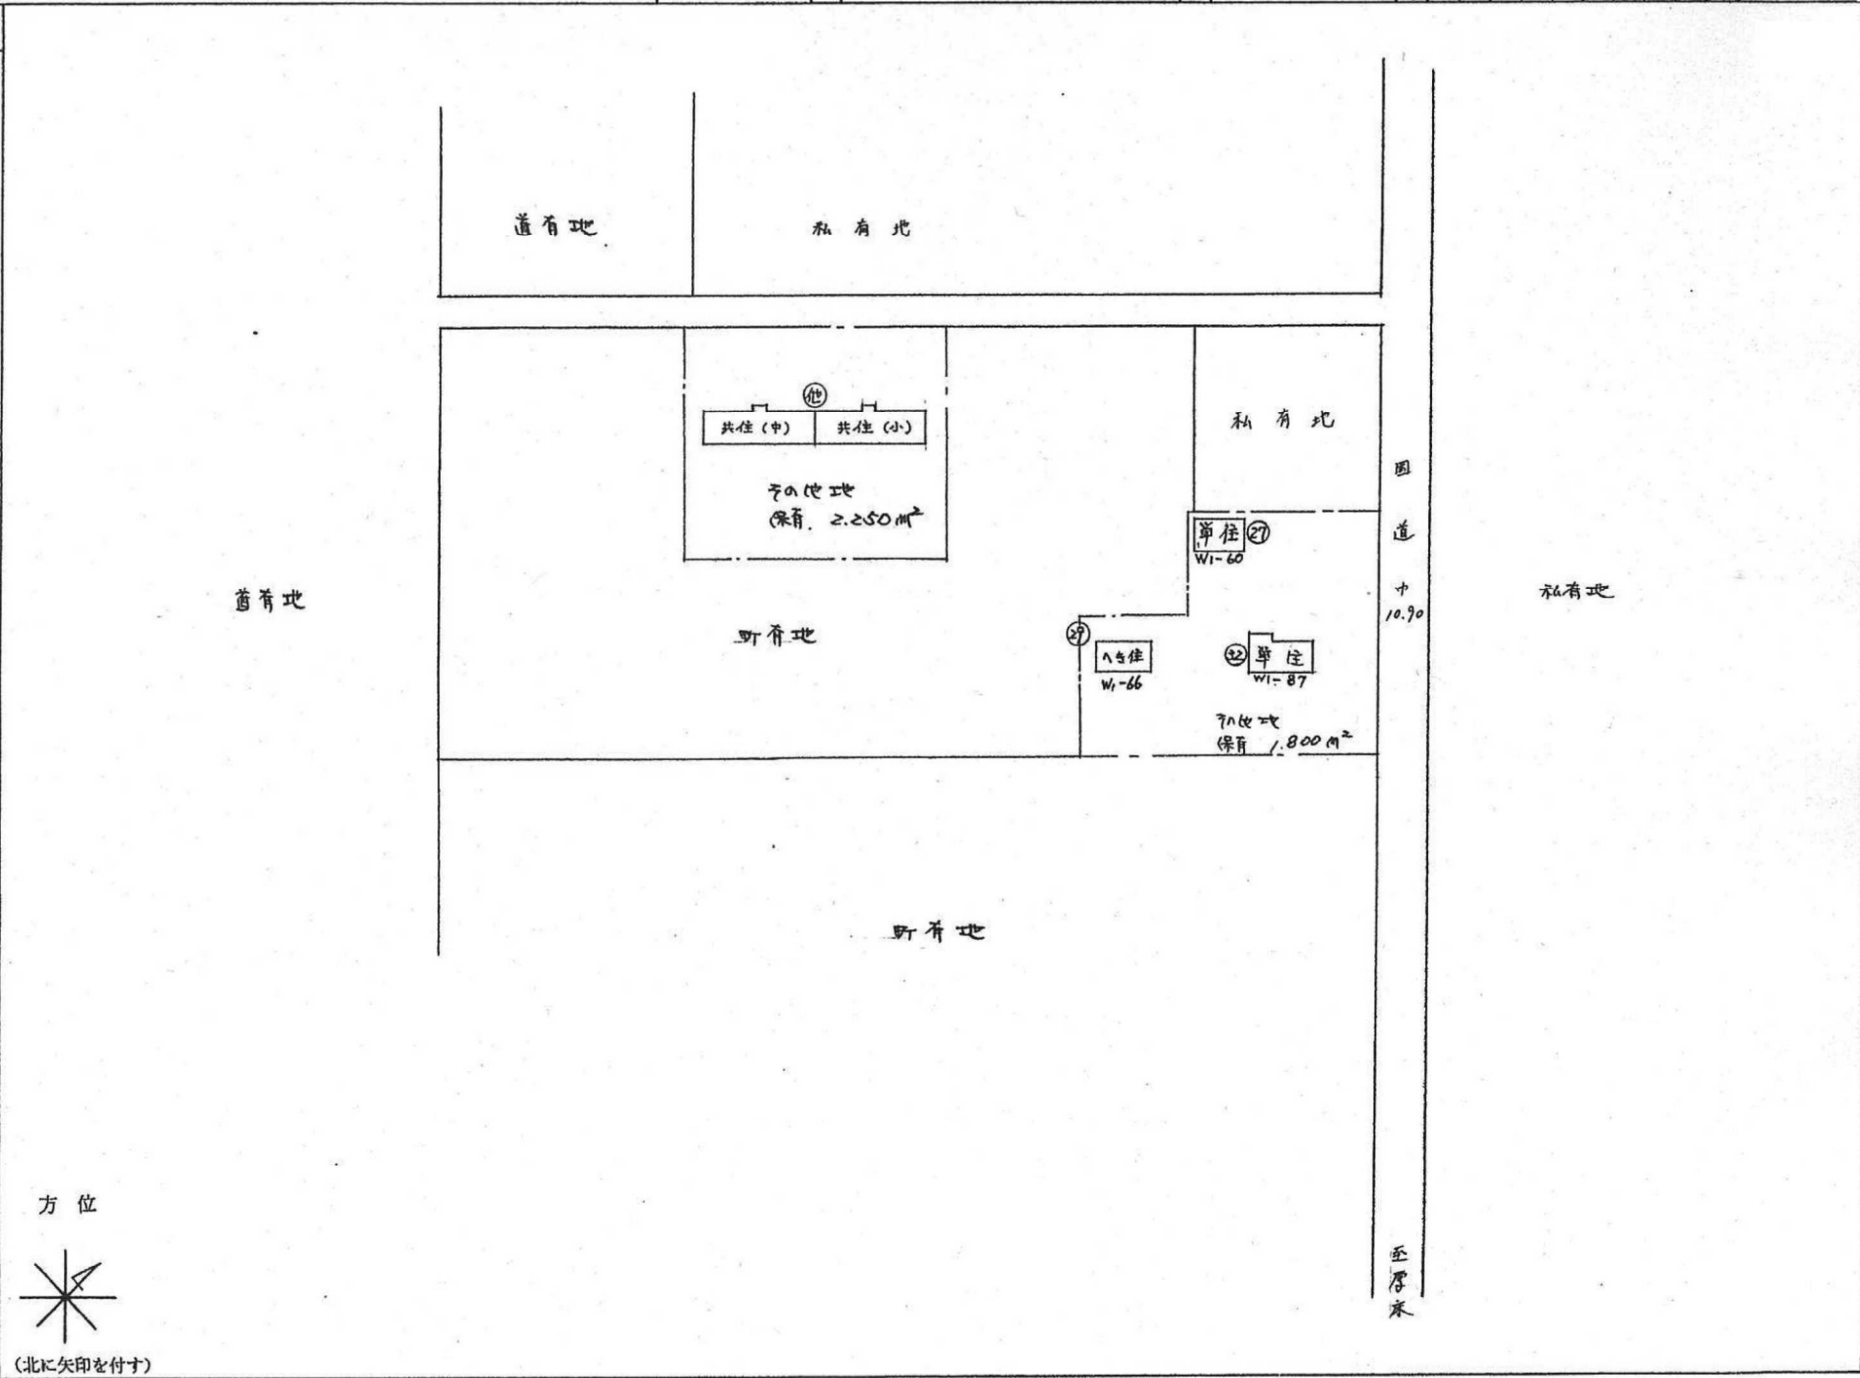 道有地
私有地
他
共住(中)
共住(小)
その他地
保有. 2.250m²
私有地
単住 27
W1-60
国道
巾
10.90
道有地
町有地
私有地
29
へき住
W1-66
単住
W1-87
その他地
保有 1.800m²
町有地
方位
(北に矢印を付す)
至厚床